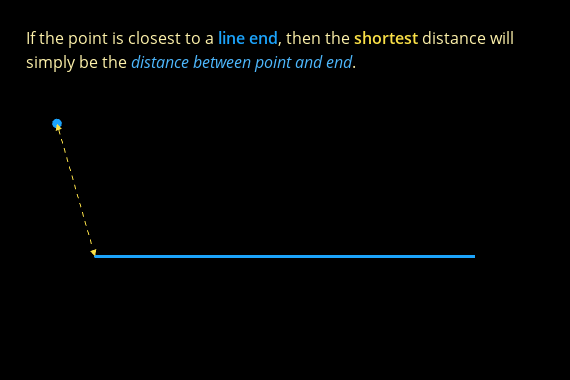 If the point is closest to a line end, then the shortest distance will
simply be the distance between point and end.